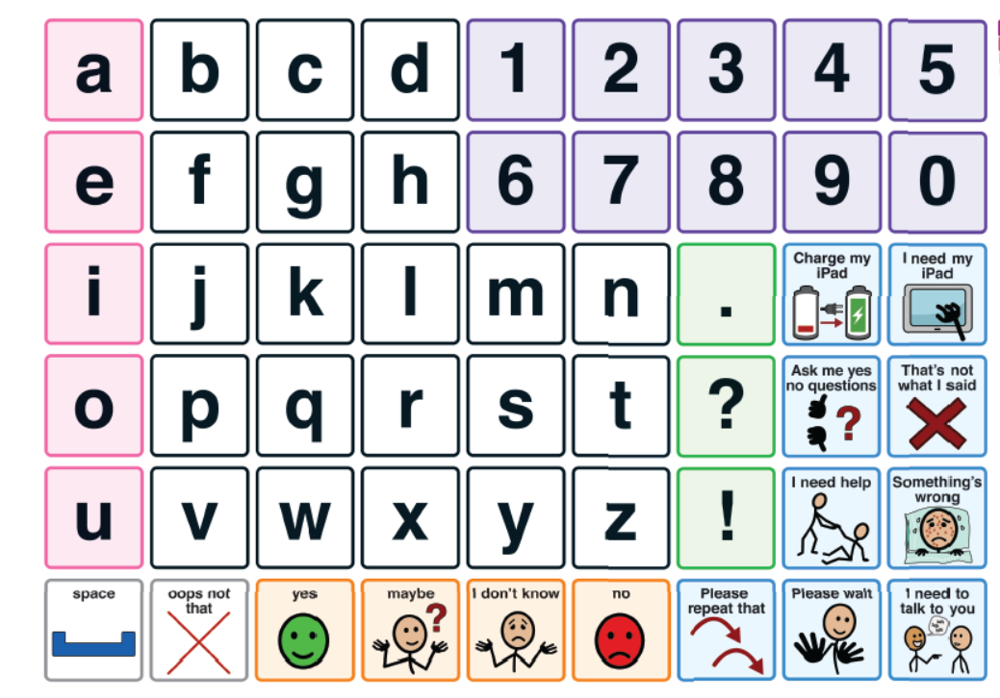 a b c d 1 2 3 4 5
e f g h 6 7 8 9 0
i j k l m n .
Charge my
iPad
I need my
iPad
o p q r s t ?
Ask me yes
no questions
?
That's not
what I said
u v w x y z !
I need help
Something's
wrong
space
oops not
that
yes
maybe
?
I don't know
no
Please
repeat that
Please wait
I need to
talk to you